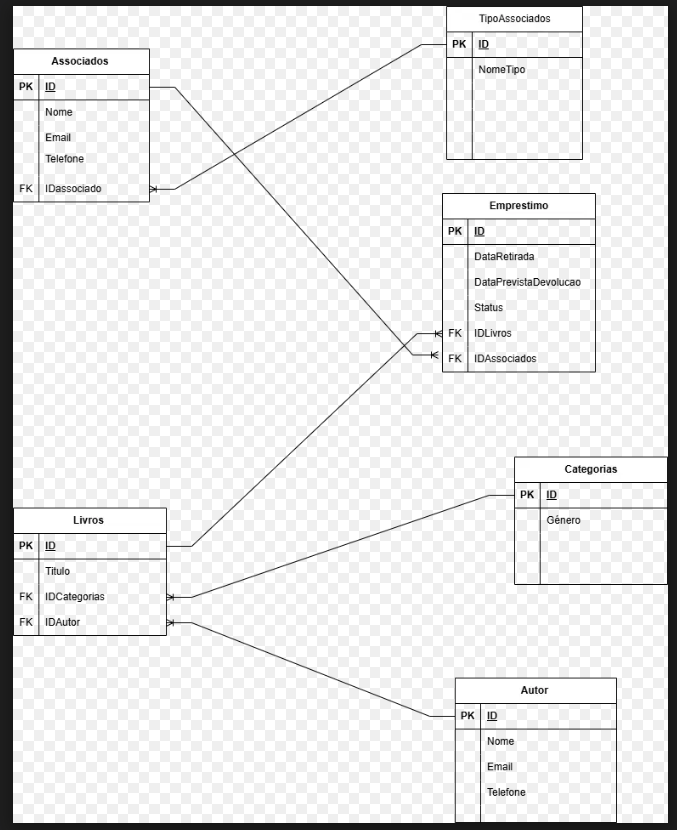 TipoAssociados
PK ID
NomeTipo
Associados
PK ID
Nome
Email
Telefone
FK IDassociado
Emprestimo
PK ID
DataRetirada
DataPrevistaDevolucao
Status
FK IDLivros
FK IDAssociados
Categorias
PK ID
Género
Livros
PK ID
Titulo
FK IDCategorias
FK IDAutor
Autor
PK ID
Nome
Email
Telefone